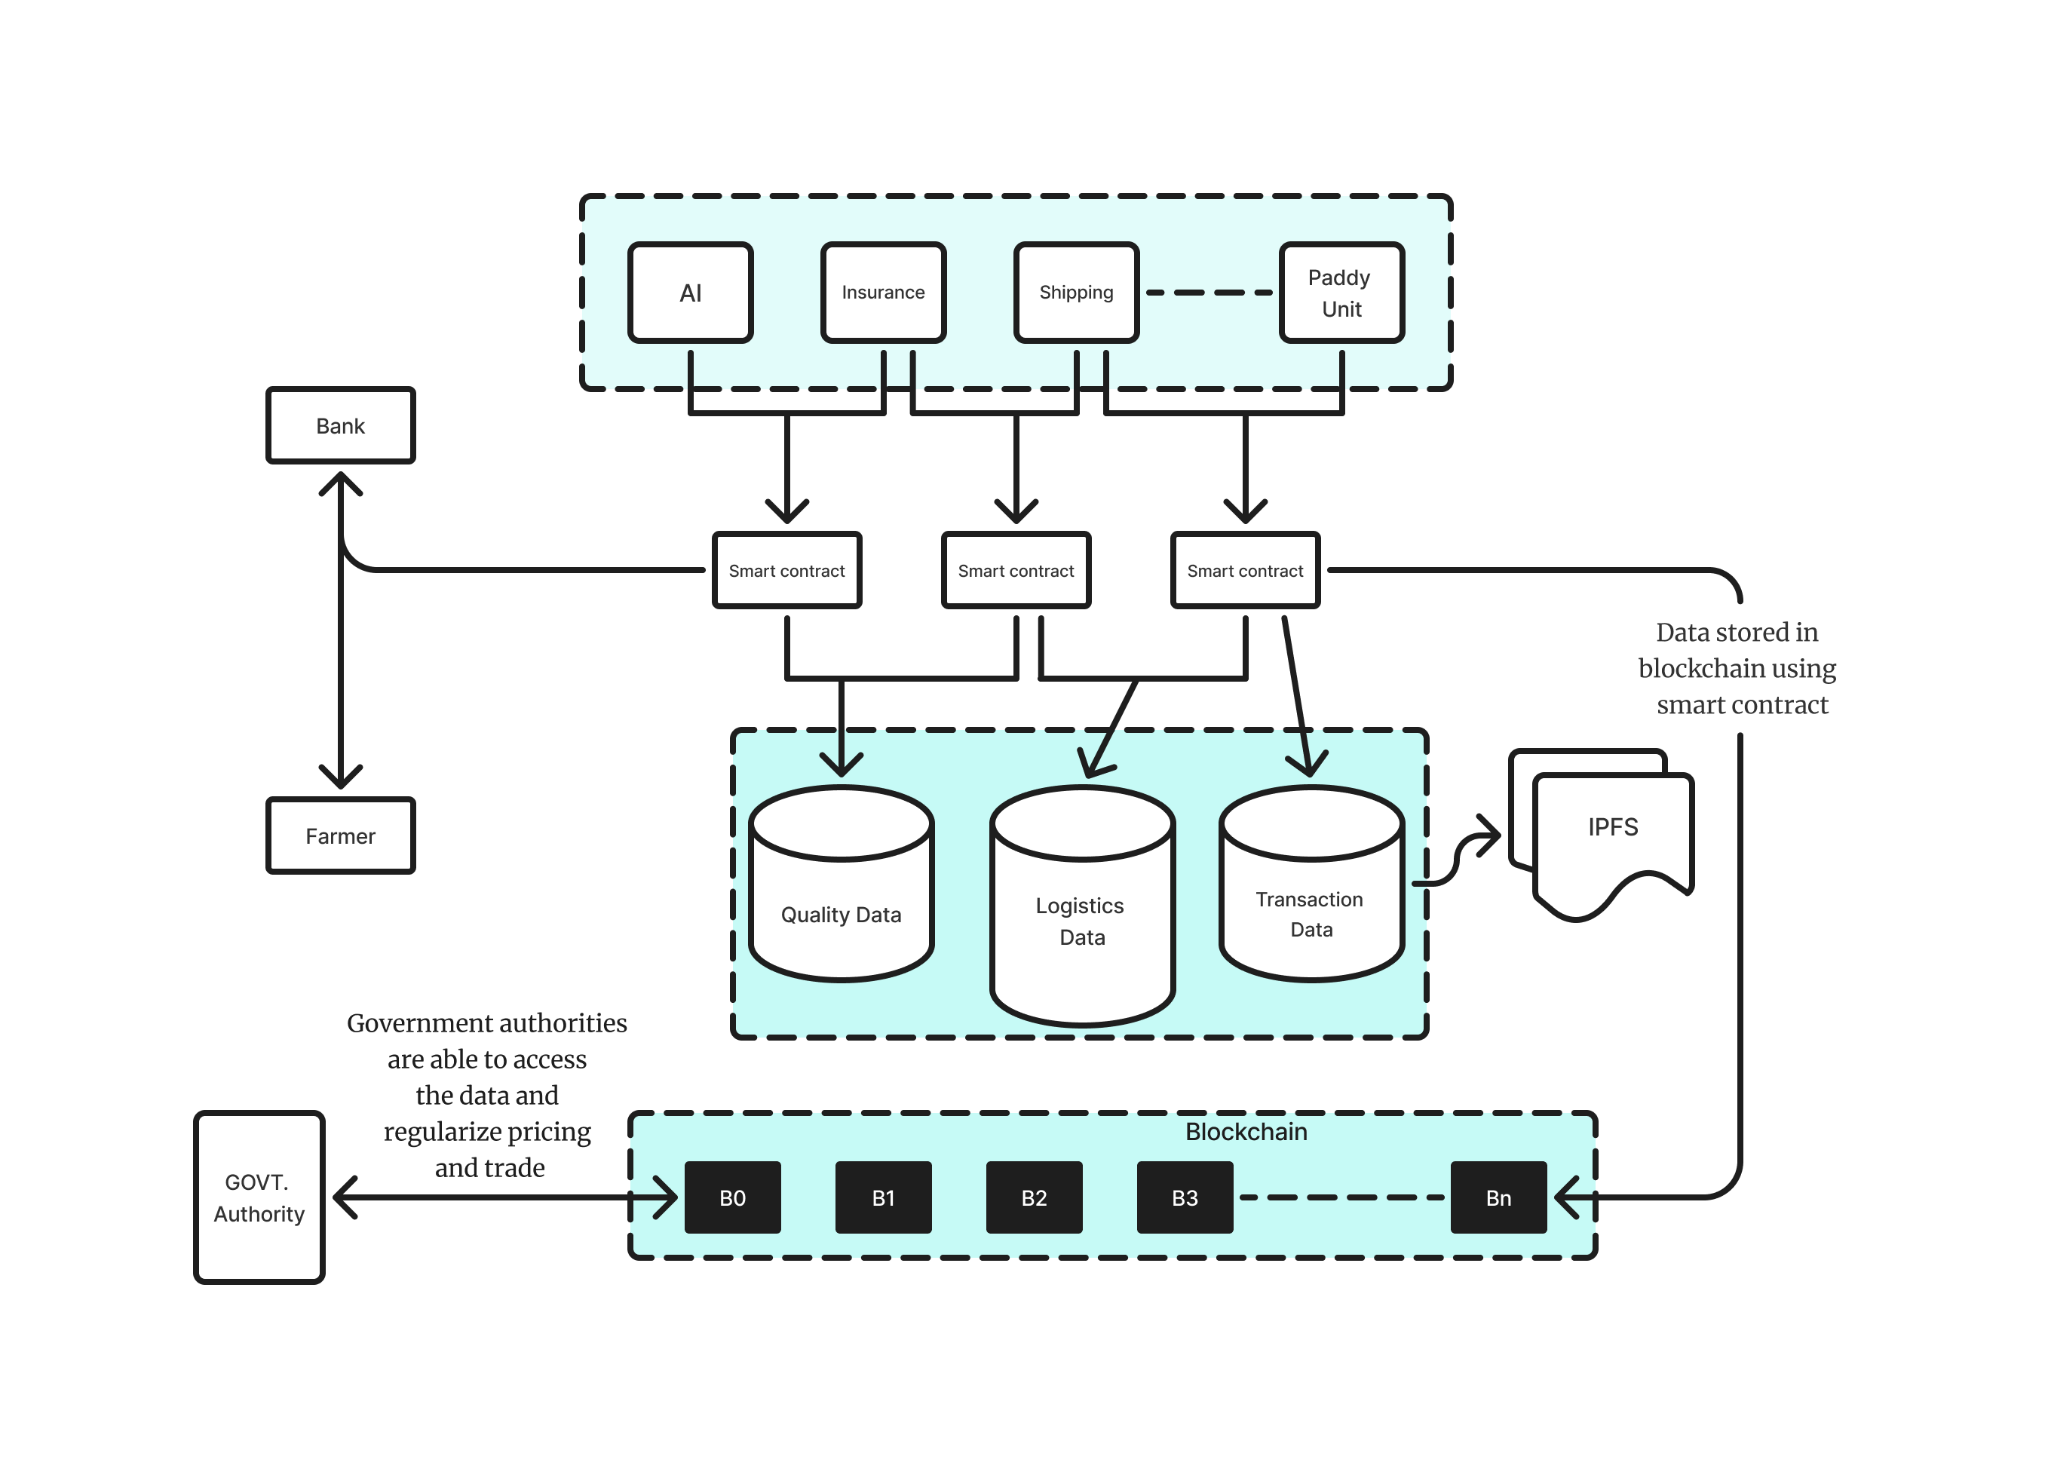 AI
Insurance
Shipping
Paddy
Unit
Bank
Smart contract
Smart contract
Smart contract
Data stored in
blockchain using
smart contract
Farmer
Quality Data
Logistics
Data
Transaction
Data
IPFS
Government authorities
are able to access
the data and
regularize pricing
and trade
GOVT.
Authority
Blockchain
B0
B1
B2
B3
Bn